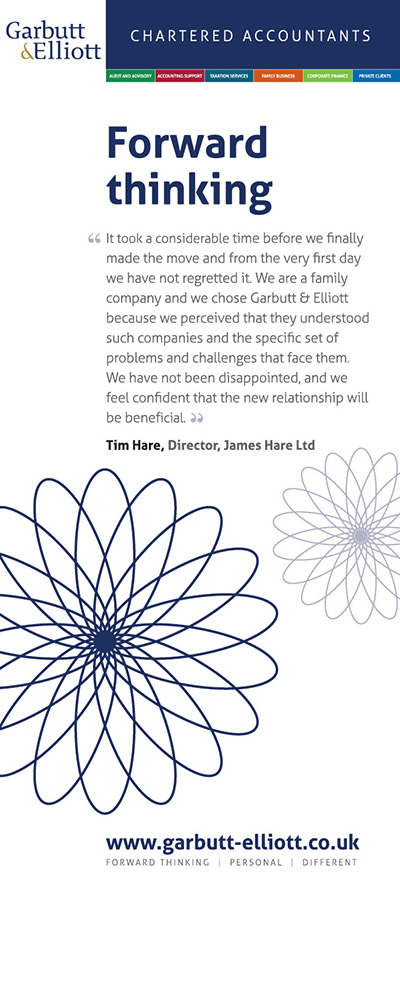 Garbutt
&Elliott
CHARTERED ACCOUNTANTS
AUDIT AND ADVISORY ACCOUNTING SUPPORT TAXATION SERVICES FAMILY BUSINESS CORPORATE FINANCE PRIVATE CLIENTS
Forward
thinking
“ It took a considerable time before we finally
made the move and from the very first day
we have not regretted it. We are a family
company and we chose Garbutt & Elliott
because we perceived that they understood
such companies and the specific set of
problems and challenges that face them.
We have not been disappointed, and we
feel confident that the new relationship will
be beneficial. ”
Tim Hare, Director, James Hare Ltd
www.garbutt-elliott.co.uk
FORWARD THINKING | PERSONAL | DIFFERENT